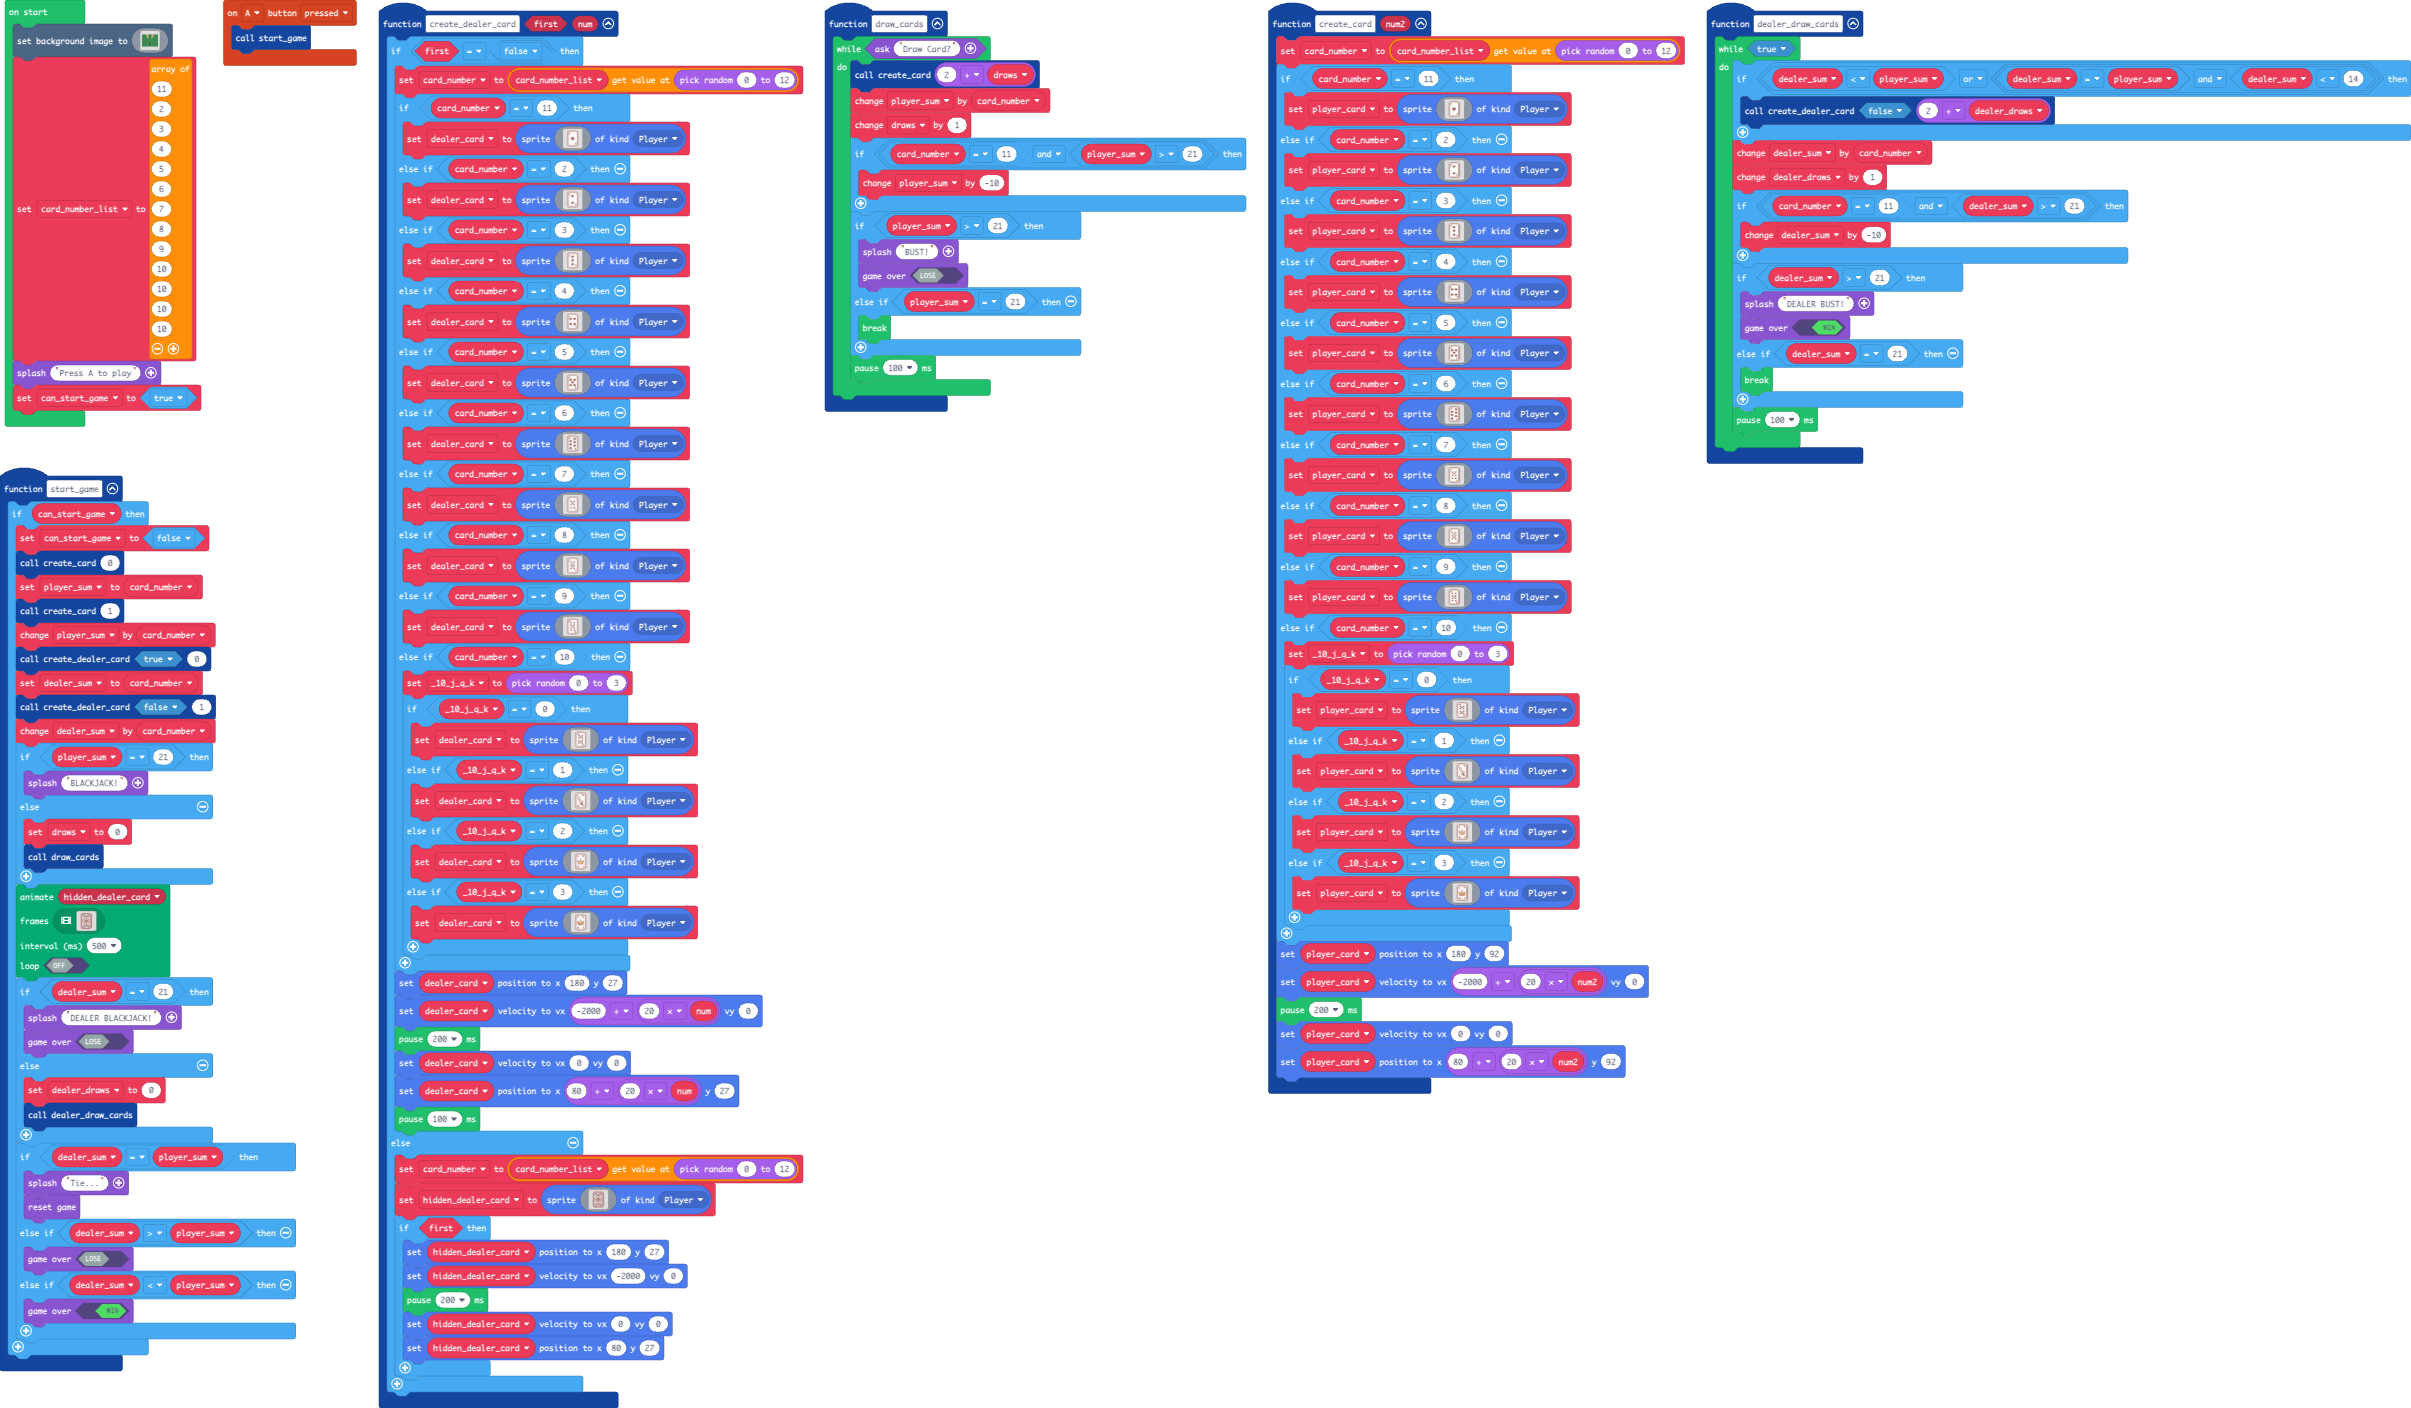 on start
set background image to
set card_number_list to array of
11
2
3
4
5
6
7
8
9
10
10
10
10
splash "Press A to play"
set can_start_game to true
on A button pressed
call start_game
function start_game
if can_start_game then
set can_start_game to false
call create_card 0
set player_sum to card_number
call create_card 1
change player_sum by card_number
call create_dealer_card true 0
set dealer_sum to card_number
call create_dealer_card false 1
change dealer_sum by card_number
if player_sum = 21 then
splash "BLACKJACK!"
else
set draws to 0
call draw_cards
animate hidden_dealer_card
frames
interval (ms) 500
loop OFF
if dealer_sum = 21 then
splash "DEALER BLACKJACK!"
game over LOSE
else
set dealer_draws to 0
call dealer_draw_cards
if dealer_sum = player_sum then
splash "Tie..."
reset game
else if dealer_sum > player_sum then
game over LOSE
else if dealer_sum < player_sum then
game over WIN
function create_dealer_card first num
if first = false then
set card_number to card_number_list get value at pick random 0 to 12
if card_number = 11 then
set dealer_card to sprite of kind Player
else if card_number = 2 then
set dealer_card to sprite of kind Player
else if card_number = 3 then
set dealer_card to sprite of kind Player
else if card_number = 4 then
set dealer_card to sprite of kind Player
else if card_number = 5 then
set dealer_card to sprite of kind Player
else if card_number = 6 then
set dealer_card to sprite of kind Player
else if card_number = 7 then
set dealer_card to sprite of kind Player
else if card_number = 8 then
set dealer_card to sprite of kind Player
else if card_number = 9 then
set dealer_card to sprite of kind Player
else if card_number = 10 then
set _10_j_q_k to pick random 0 to 3
if _10_j_q_k = 0 then
set dealer_card to sprite of kind Player
else if _10_j_q_k = 1 then
set dealer_card to sprite of kind Player
else if _10_j_q_k = 2 then
set dealer_card to sprite of kind Player
else if _10_j_q_k = 3 then
set dealer_card to sprite of kind Player
set dealer_card position to x 180 y 27
set dealer_card velocity to vx -2000 + 20 × num vy 0
pause 200 ms
set dealer_card velocity to vx 0 vy 0
set dealer_card position to x 80 + 20 × num y 27
pause 100 ms
else
set card_number to card_number_list get value at pick random 0 to 12
set hidden_dealer_card to sprite of kind Player
if first then
set hidden_dealer_card position to x 180 y 27
set hidden_dealer_card velocity to vx -2000 vy 0
pause 200 ms
set hidden_dealer_card velocity to vx 0 vy 0
set hidden_dealer_card position to x 80 y 27
function draw_cards
while ask "Draw Card?"
do
call create_card 2 + draws
change player_sum by card_number
change draws by 1
if card_number = 11 and player_sum > 21 then
change player_sum by -10
if player_sum > 21 then
splash "BUST!"
game over LOSE
else if player_sum = 21 then
break
pause 100 ms
function create_card num2
set card_number to card_number_list get value at pick random 0 to 12
if card_number = 11 then
set player_card to sprite of kind Player
else if card_number = 2 then
set player_card to sprite of kind Player
else if card_number = 3 then
set player_card to sprite of kind Player
else if card_number = 4 then
set player_card to sprite of kind Player
else if card_number = 5 then
set player_card to sprite of kind Player
else if card_number = 6 then
set player_card to sprite of kind Player
else if card_number = 7 then
set player_card to sprite of kind Player
else if card_number = 8 then
set player_card to sprite of kind Player
else if card_number = 9 then
set player_card to sprite of kind Player
else if card_number = 10 then
set _10_j_q_k to pick random 0 to 3
if _10_j_q_k = 0 then
set player_card to sprite of kind Player
else if _10_j_q_k = 1 then
set player_card to sprite of kind Player
else if _10_j_q_k = 2 then
set player_card to sprite of kind Player
else if _10_j_q_k = 3 then
set player_card to sprite of kind Player
set player_card position to x 180 y 92
set player_card velocity to vx -2000 + 20 × num2 vy 0
pause 200 ms
set player_card velocity to vx 0 vy 0
set player_card position to x 80 + 20 × num2 y 92
function dealer_draw_cards
while true
do
if dealer_sum < player_sum or dealer_sum = player_sum and dealer_sum < 14 then
call create_dealer_card false 2 + dealer_draws
change dealer_sum by card_number
change dealer_draws by 1
if card_number = 11 and dealer_sum > 21 then
change dealer_sum by -10
if dealer_sum > 21 then
splash "DEALER BUST!"
game over WIN
else if dealer_sum = 21 then
break
pause 100 ms